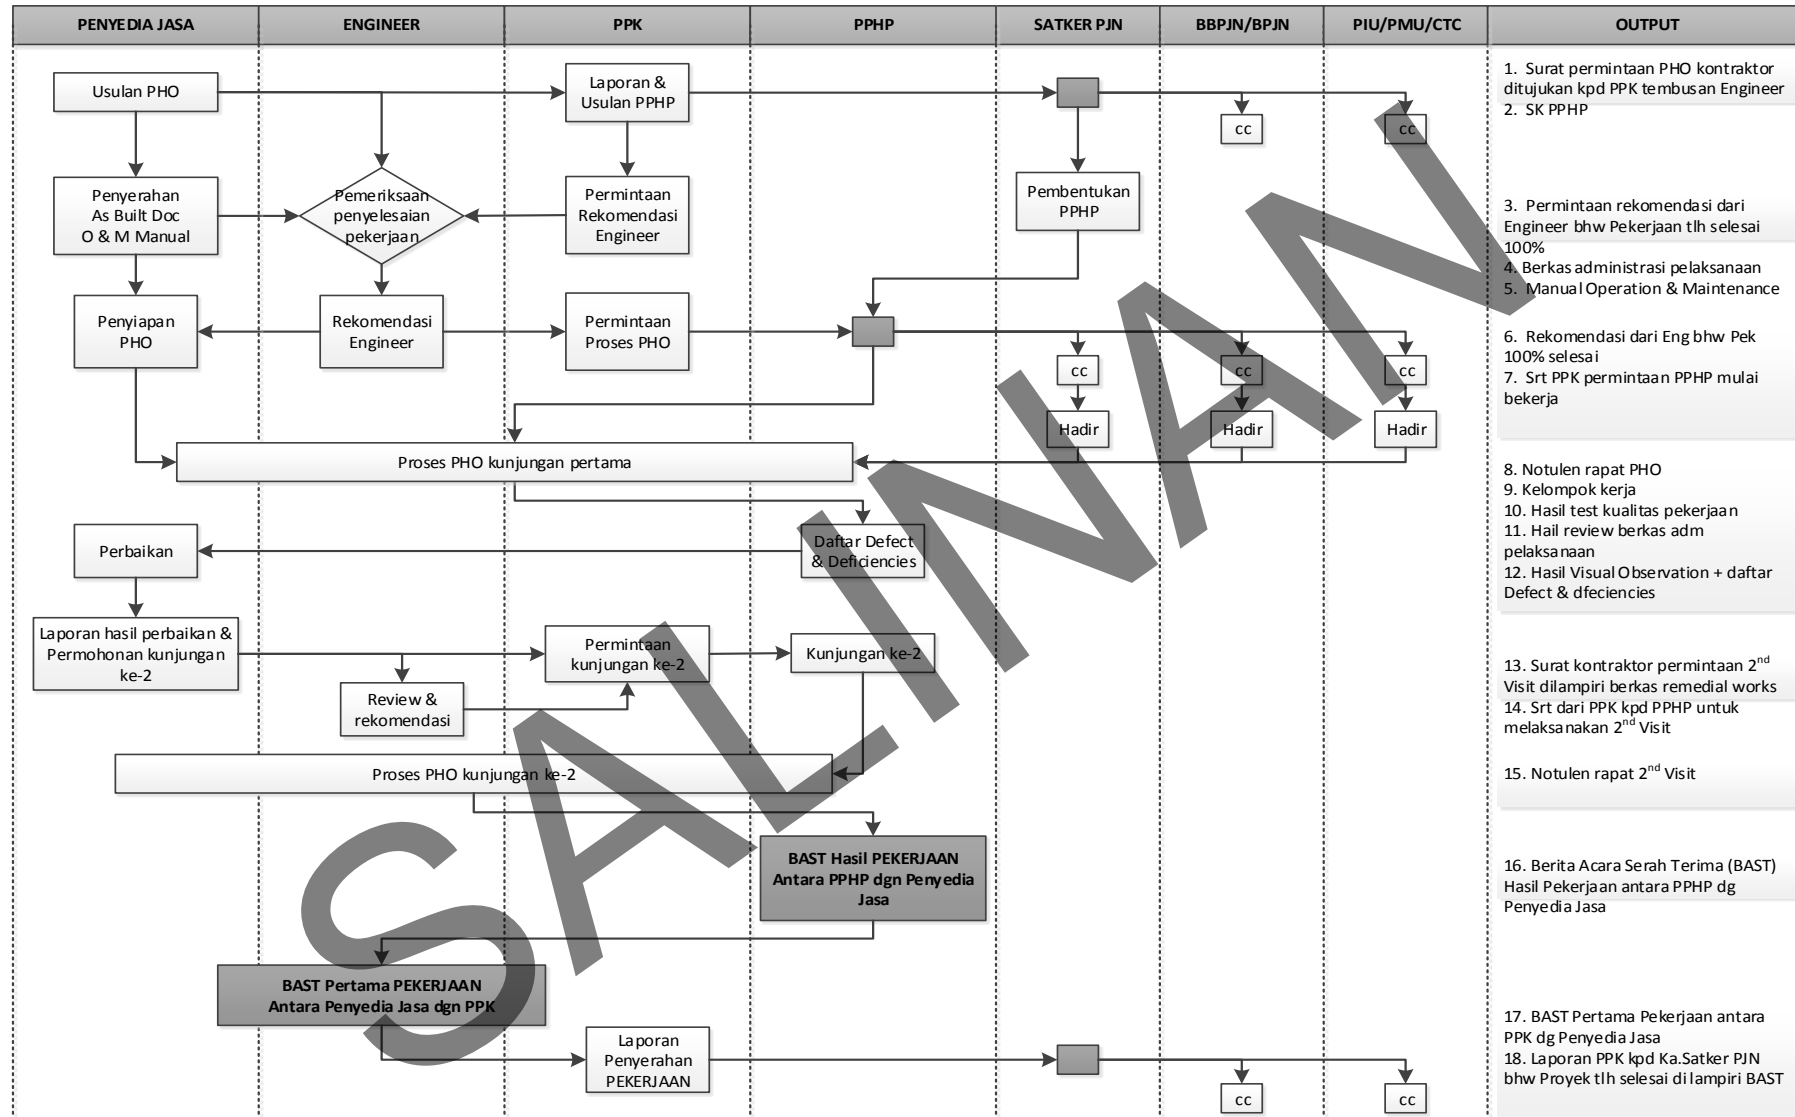 PENYEDIA JASA
ENGINEER
PPK
PPHP
SATKER PJN
BBPJN/BPJN
PIU/PMU/CTC
OUTPUT
Usulan PHO
Laporan &
Usulan PPHP
cc
cc
1. Surat permintaan PHO kontraktor
ditujukan kpd PPK tembusan Engineer
2. SK PPHP
Penyerahan
As Built Doc
O & M Manual
Pemeriksaan
penyelesaian
pekerjaan
Permintaan
Rekomendasi
Engineer
Pembentukan
PPHP
3. Permintaan rekomendasi dari
Engineer bhw Pekerjaan tlh selesai
100%
4. Berkas administrasi pelaksanaan
5. Manual Operation & Maintenance
Penyiapan
PHO
Rekomendasi
Engineer
Permintaan
Proses PHO
cc
cc
cc
Hadir
Hadir
Hadir
6. Rekomendasi dari Eng bhw Pek
100% selesai
7. Srt PPK permintaan PPHP mulai
bekerja
Proses PHO kunjungan pertama
8. Notulen rapat PHO
9. Kelompok kerja
10. Hasil test kualitas pekerjaan
11. Hail review berkas adm
pelaksanaan
12. Hasil Visual Observation + daftar
Defect & dfeciencies
Perbaikan
Daftar Defect
& Deficiencies
Laporan hasil perbaikan &
Permohonan kunjungan
ke-2
Review &
rekomendasi
Permintaan
kunjungan ke-2
Kunjungan ke-2
13. Surat kontraktor permintaan 2nd
Visit dilampiri berkas remedial works
14. Srt dari PPK kpd PPHP untuk
melaksanakan 2nd Visit
Proses PHO kunjungan ke-2
15. Notulen rapat 2nd Visit
BAST Hasil PEKERJAAN
Antara PPHP dgn Penyedia
Jasa
16. Berita Acara Serah Terima (BAST)
Hasil Pekerjaan antara PPHP dg
Penyedia Jasa
BAST Pertama PEKERJAAN
Antara Penyedia Jasa dgn PPK
Laporan
Penyerahan
PEKERJAAN
cc
cc
17. BAST Pertama Pekerjaan antara
PPK dg Penyedia Jasa
18. Laporan PPK kpd Ka.Satker PJN
bhw Proyek tlh selesai di lampiri BAST
SALINAN